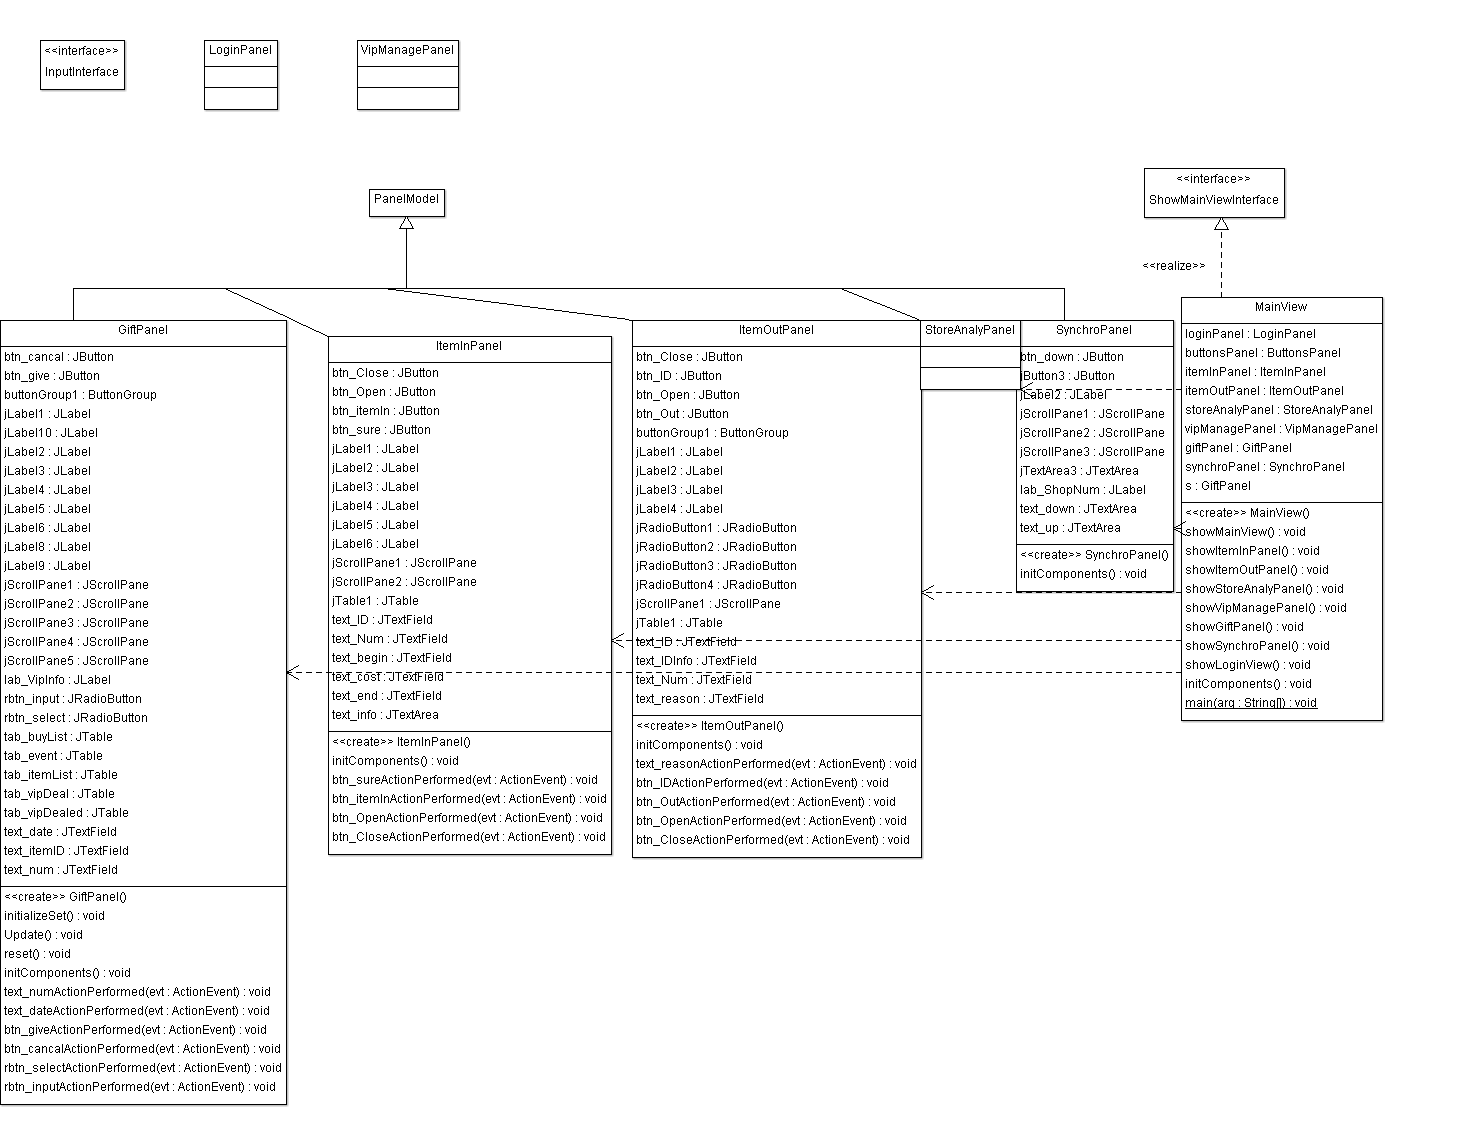 <<interface>>
InputInterface
LoginPanel
VipManagePanel
PanelModel
<<interface>>
ShowMainViewInterface
<<realize>>
GiftPanel
btn_cancal : JButton
btn_give : JButton
buttonGroup1 : ButtonGroup
jLabel1 : JLabel
jLabel10 : JLabel
jLabel2 : JLabel
jLabel3 : JLabel
jLabel4 : JLabel
jLabel5 : JLabel
jLabel6 : JLabel
jLabel8 : JLabel
jLabel9 : JLabel
jScrollPane1 : JScrollPane
jScrollPane2 : JScrollPane
jScrollPane3 : JScrollPane
jScrollPane4 : JScrollPane
jScrollPane5 : JScrollPane
lab_VipInfo : JLabel
rbtn_input : JRadioButton
rbtn_select : JRadioButton
tab_buyList : JTable
tab_event : JTable
tab_itemList : JTable
tab_vipDeal : JTable
tab_vipDealed : JTable
text_date : JTextField
text_itemID : JTextField
text_num : JTextField
<<create>> GiftPanel()
initializeSet() : void
Update() : void
reset() : void
initComponents() : void
text_numActionPerformed(evt : ActionEvent) : void
text_dateActionPerformed(evt : ActionEvent) : void
btn_giveActionPerformed(evt : ActionEvent) : void
btn_cancalActionPerformed(evt : ActionEvent) : void
rbtn_selectActionPerformed(evt : ActionEvent) : void
rbtn_inputActionPerformed(evt : ActionEvent) : void
ItemInPanel
btn_Close : JButton
btn_Open : JButton
btn_itemIn : JButton
btn_sure : JButton
jLabel1 : JLabel
jLabel2 : JLabel
jLabel3 : JLabel
jLabel4 : JLabel
jLabel5 : JLabel
jLabel6 : JLabel
jScrollPane1 : JScrollPane
jScrollPane2 : JScrollPane
jTable1 : JTable
text_ID : JTextField
text_Num : JTextField
text_begin : JTextField
text_cost : JTextField
text_end : JTextField
text_info : JTextArea
<<create>> ItemInPanel()
initComponents() : void
btn_sureActionPerformed(evt : ActionEvent) : void
btn_itemInActionPerformed(evt : ActionEvent) : void
btn_OpenActionPerformed(evt : ActionEvent) : void
btn_CloseActionPerformed(evt : ActionEvent) : void
ItemOutPanel
btn_Close : JButton
btn_ID : JButton
btn_Open : JButton
btn_Out : JButton
buttonGroup1 : ButtonGroup
jLabel1 : JLabel
jLabel2 : JLabel
jLabel3 : JLabel
jLabel4 : JLabel
jRadioButton1 : JRadioButton
jRadioButton2 : JRadioButton
jRadioButton3 : JRadioButton
jRadioButton4 : JRadioButton
jScrollPane1 : JScrollPane
jTable1 : JTable
text_ID : JTextField
text_IDInfo : JTextField
text_Num : JTextField
text_reason : JTextField
<<create>> ItemOutPanel()
initComponents() : void
text_reasonActionPerformed(evt : ActionEvent) : void
btn_IDActionPerformed(evt : ActionEvent) : void
btn_OutActionPerformed(evt : ActionEvent) : void
btn_OpenActionPerformed(evt : ActionEvent) : void
btn_CloseActionPerformed(evt : ActionEvent) : void
StoreAnalyPanel
SynchroPanel
btn_down : JButton
jButton3 : JButton
jLabel2 : JLabel
jScrollPane1 : JScrollPane
jScrollPane2 : JScrollPane
jScrollPane3 : JScrollPane
jTextArea3 : JTextArea
lab_ShopNum : JLabel
text_down : JTextArea
text_up : JTextArea
<<create>> SynchroPanel()
initComponents() : void
MainView
loginPanel : LoginPanel
buttonsPanel : ButtonsPanel
itemInPanel : ItemInPanel
itemOutPanel : ItemOutPanel
storeAnalyPanel : StoreAnalyPanel
vipManagePanel : VipManagePanel
giftPanel : GiftPanel
synchroPanel : SynchroPanel
s : GiftPanel
<<create>> MainView()
showMainView() : void
showItemInPanel() : void
showItemOutPanel() : void
showStoreAnalyPanel() : void
showVipManagePanel() : void
showGiftPanel() : void
showSynchroPanel() : void
showLoginView() : void
initComponents() : void
main(arg : String[]) : void